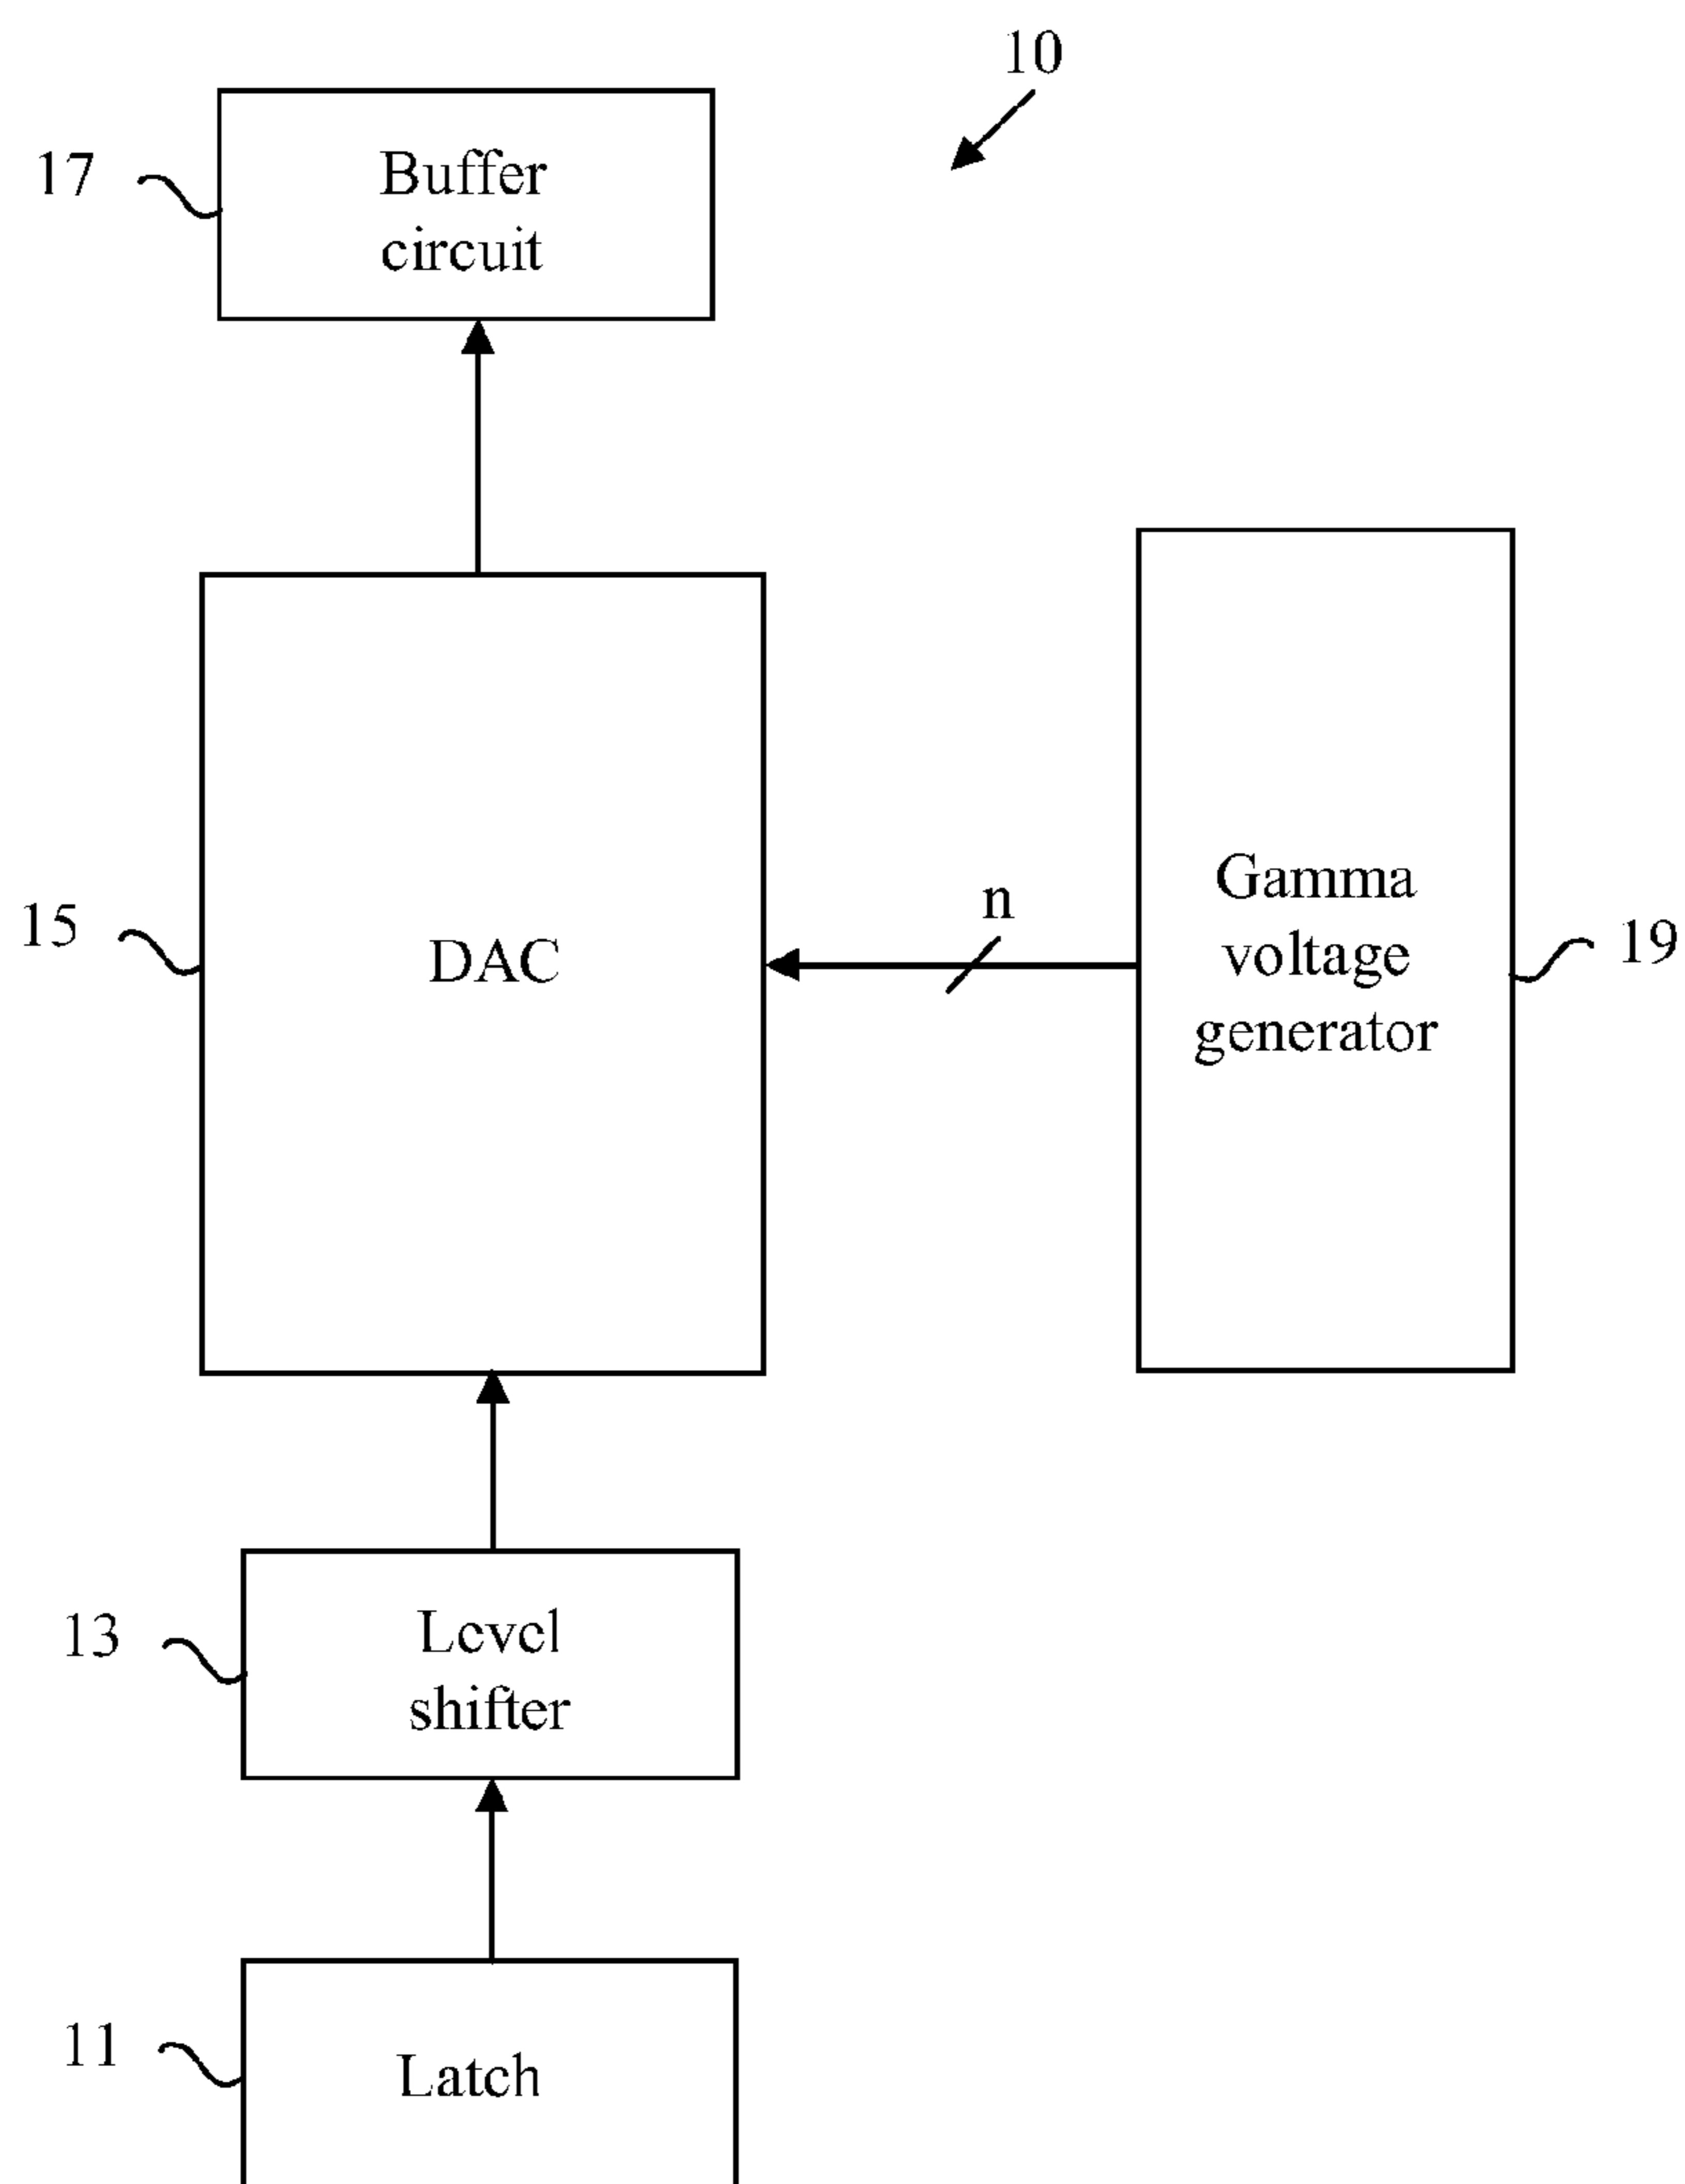 10
17
Buffer
circuit
15
DAC
n
Gamma
voltage
generator
19
13
Level
shifter
11
Latch